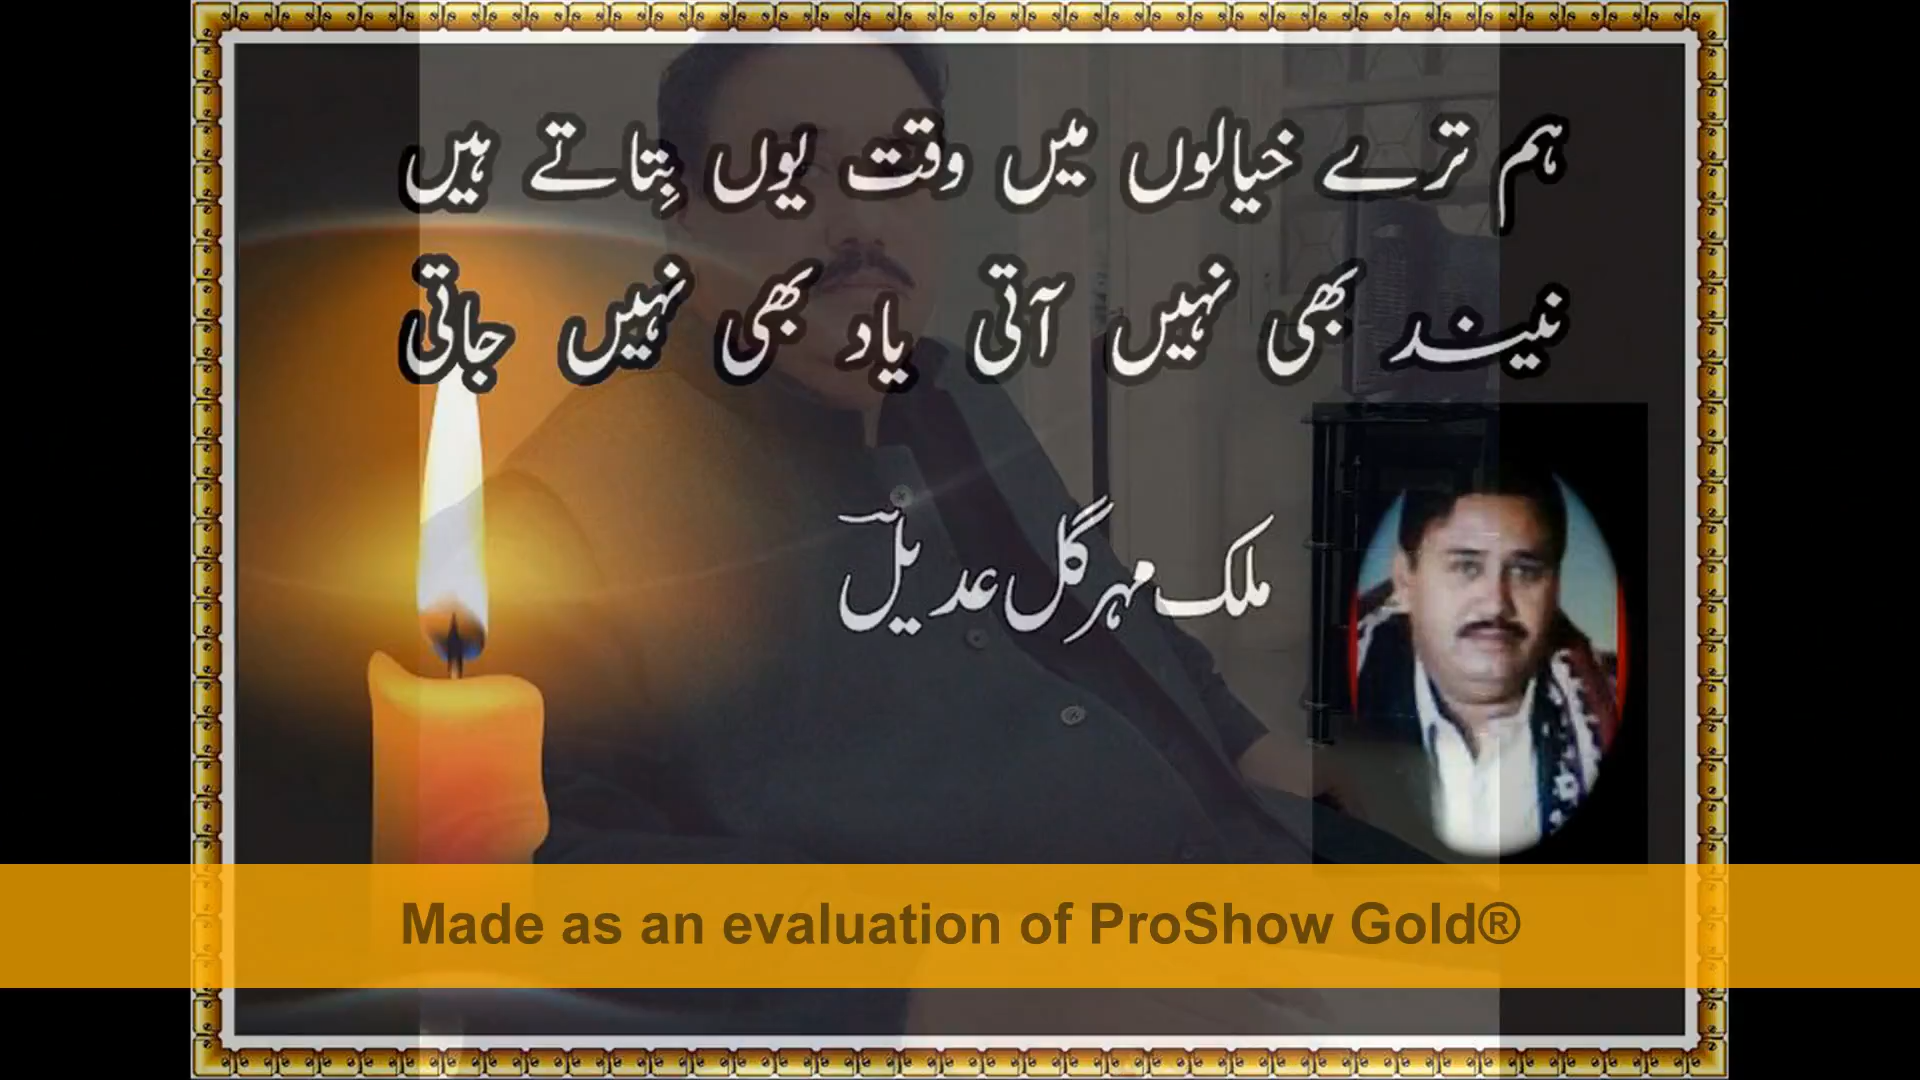 ہم ترے خیالوں میں وقت یوں بِتاتے ہیں
نیند بھی نہیں آتی یاد بھی نہیں جاتی
ملک مہر گل عدیلؔ
Made as an evaluation of ProShow Gold®